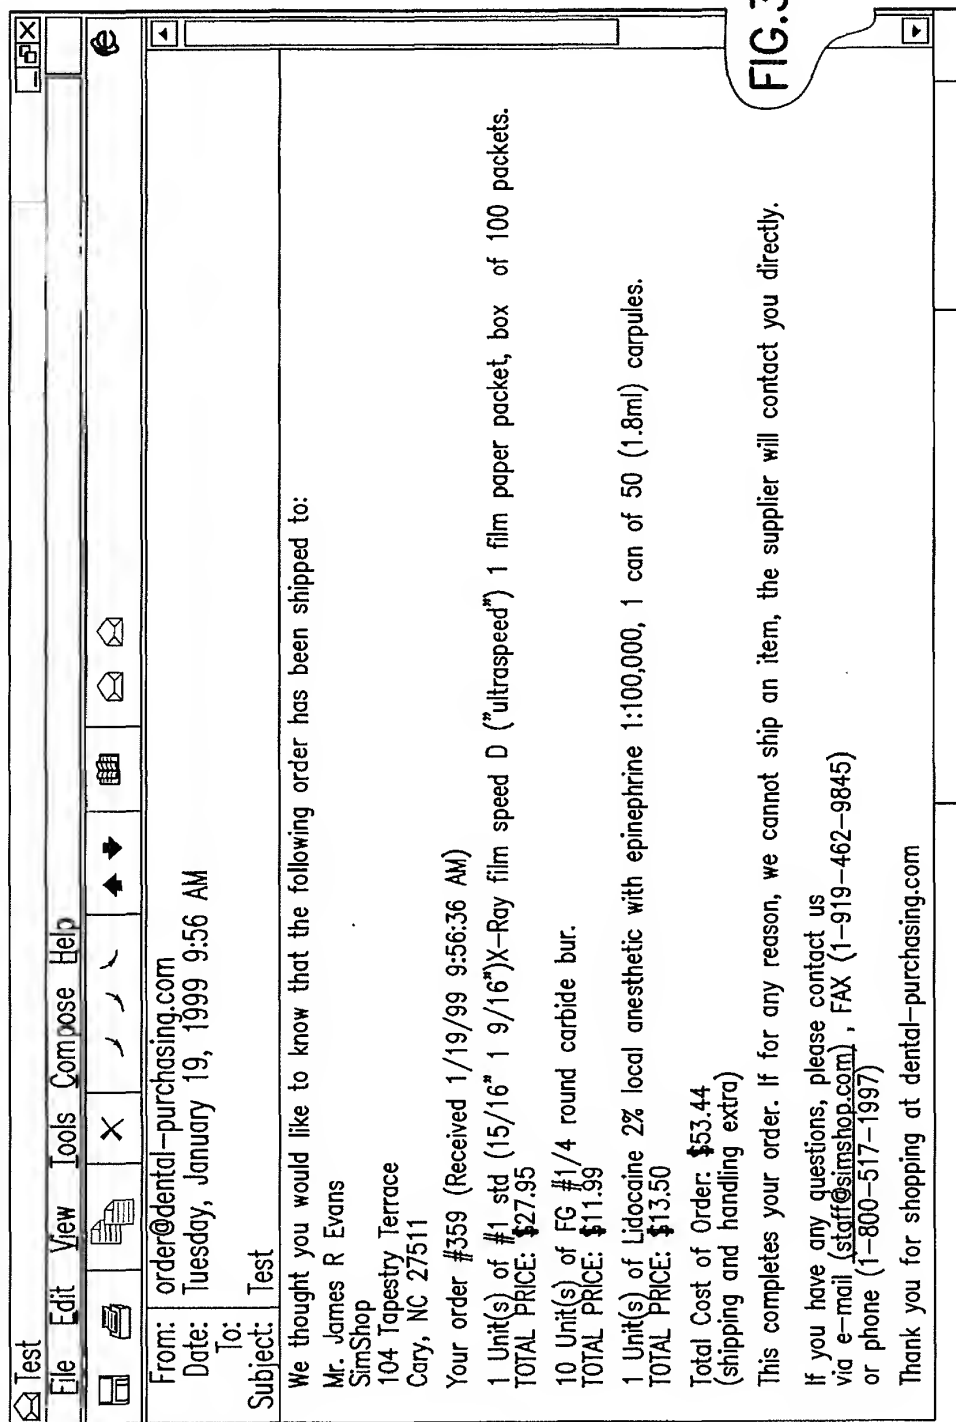 Test
File Edit View Tools Compose Help
From: order@dental-purchasing.com
Date: Tuesday, January 19, 1999 9:56 AM
To:
Subject: Test
We thought you would like to know that the following order has been shipped to:
Mr. James R Evans
SimShop
104 Tapestry Terrace
Cary, NC 27511
Your order #359 (Received 1/19/99 9:56:36 AM)
1 Unit(s) of #1 std (15/16" 1 9/16")X-Ray film speed D ("ultraspeed") 1 film paper packet, box of 100 packets.
TOTAL PRICE: $27.95
10 Unit(s) of FG #1/4 round carbide bur.
TOTAL PRICE: $11.99
1 Unit(s) of Lidocaine 2% local anesthetic with epinephrine 1:100,000, 1 can of 50 (1.8ml) carpules.
TOTAL PRICE: $13.50
Total Cost of Order: $53.44
(shipping and handling extra)
This completes your order. If for any reason, we cannot ship an item, the supplier will contact you directly.
If you have any questions, please contact us
via e-mail (staff@simshop.com) , FAX (1-919-462-9845)
or phone (1-800-517-1997)
Thank you for shopping at dental-purchasing.com